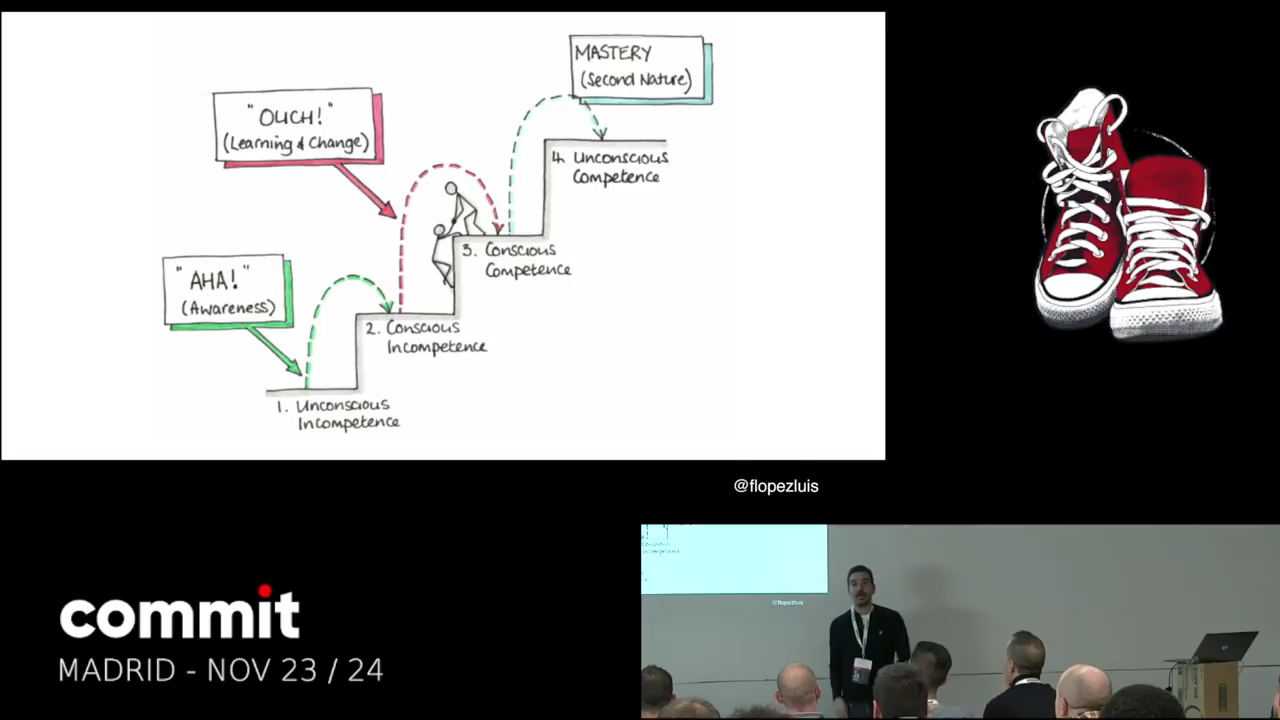 MASTERY
(Second Nature)
"OUCH!"
(Learning & Change)
4. Unconscious
Competence
3. Conscious
Competence
"AHA!"
(Awareness)
2. Conscious
Incompetence
1. Unconscious
Incompetence
@flopezluis
commit
MADRID - NOV 23 / 24
@flopezluis